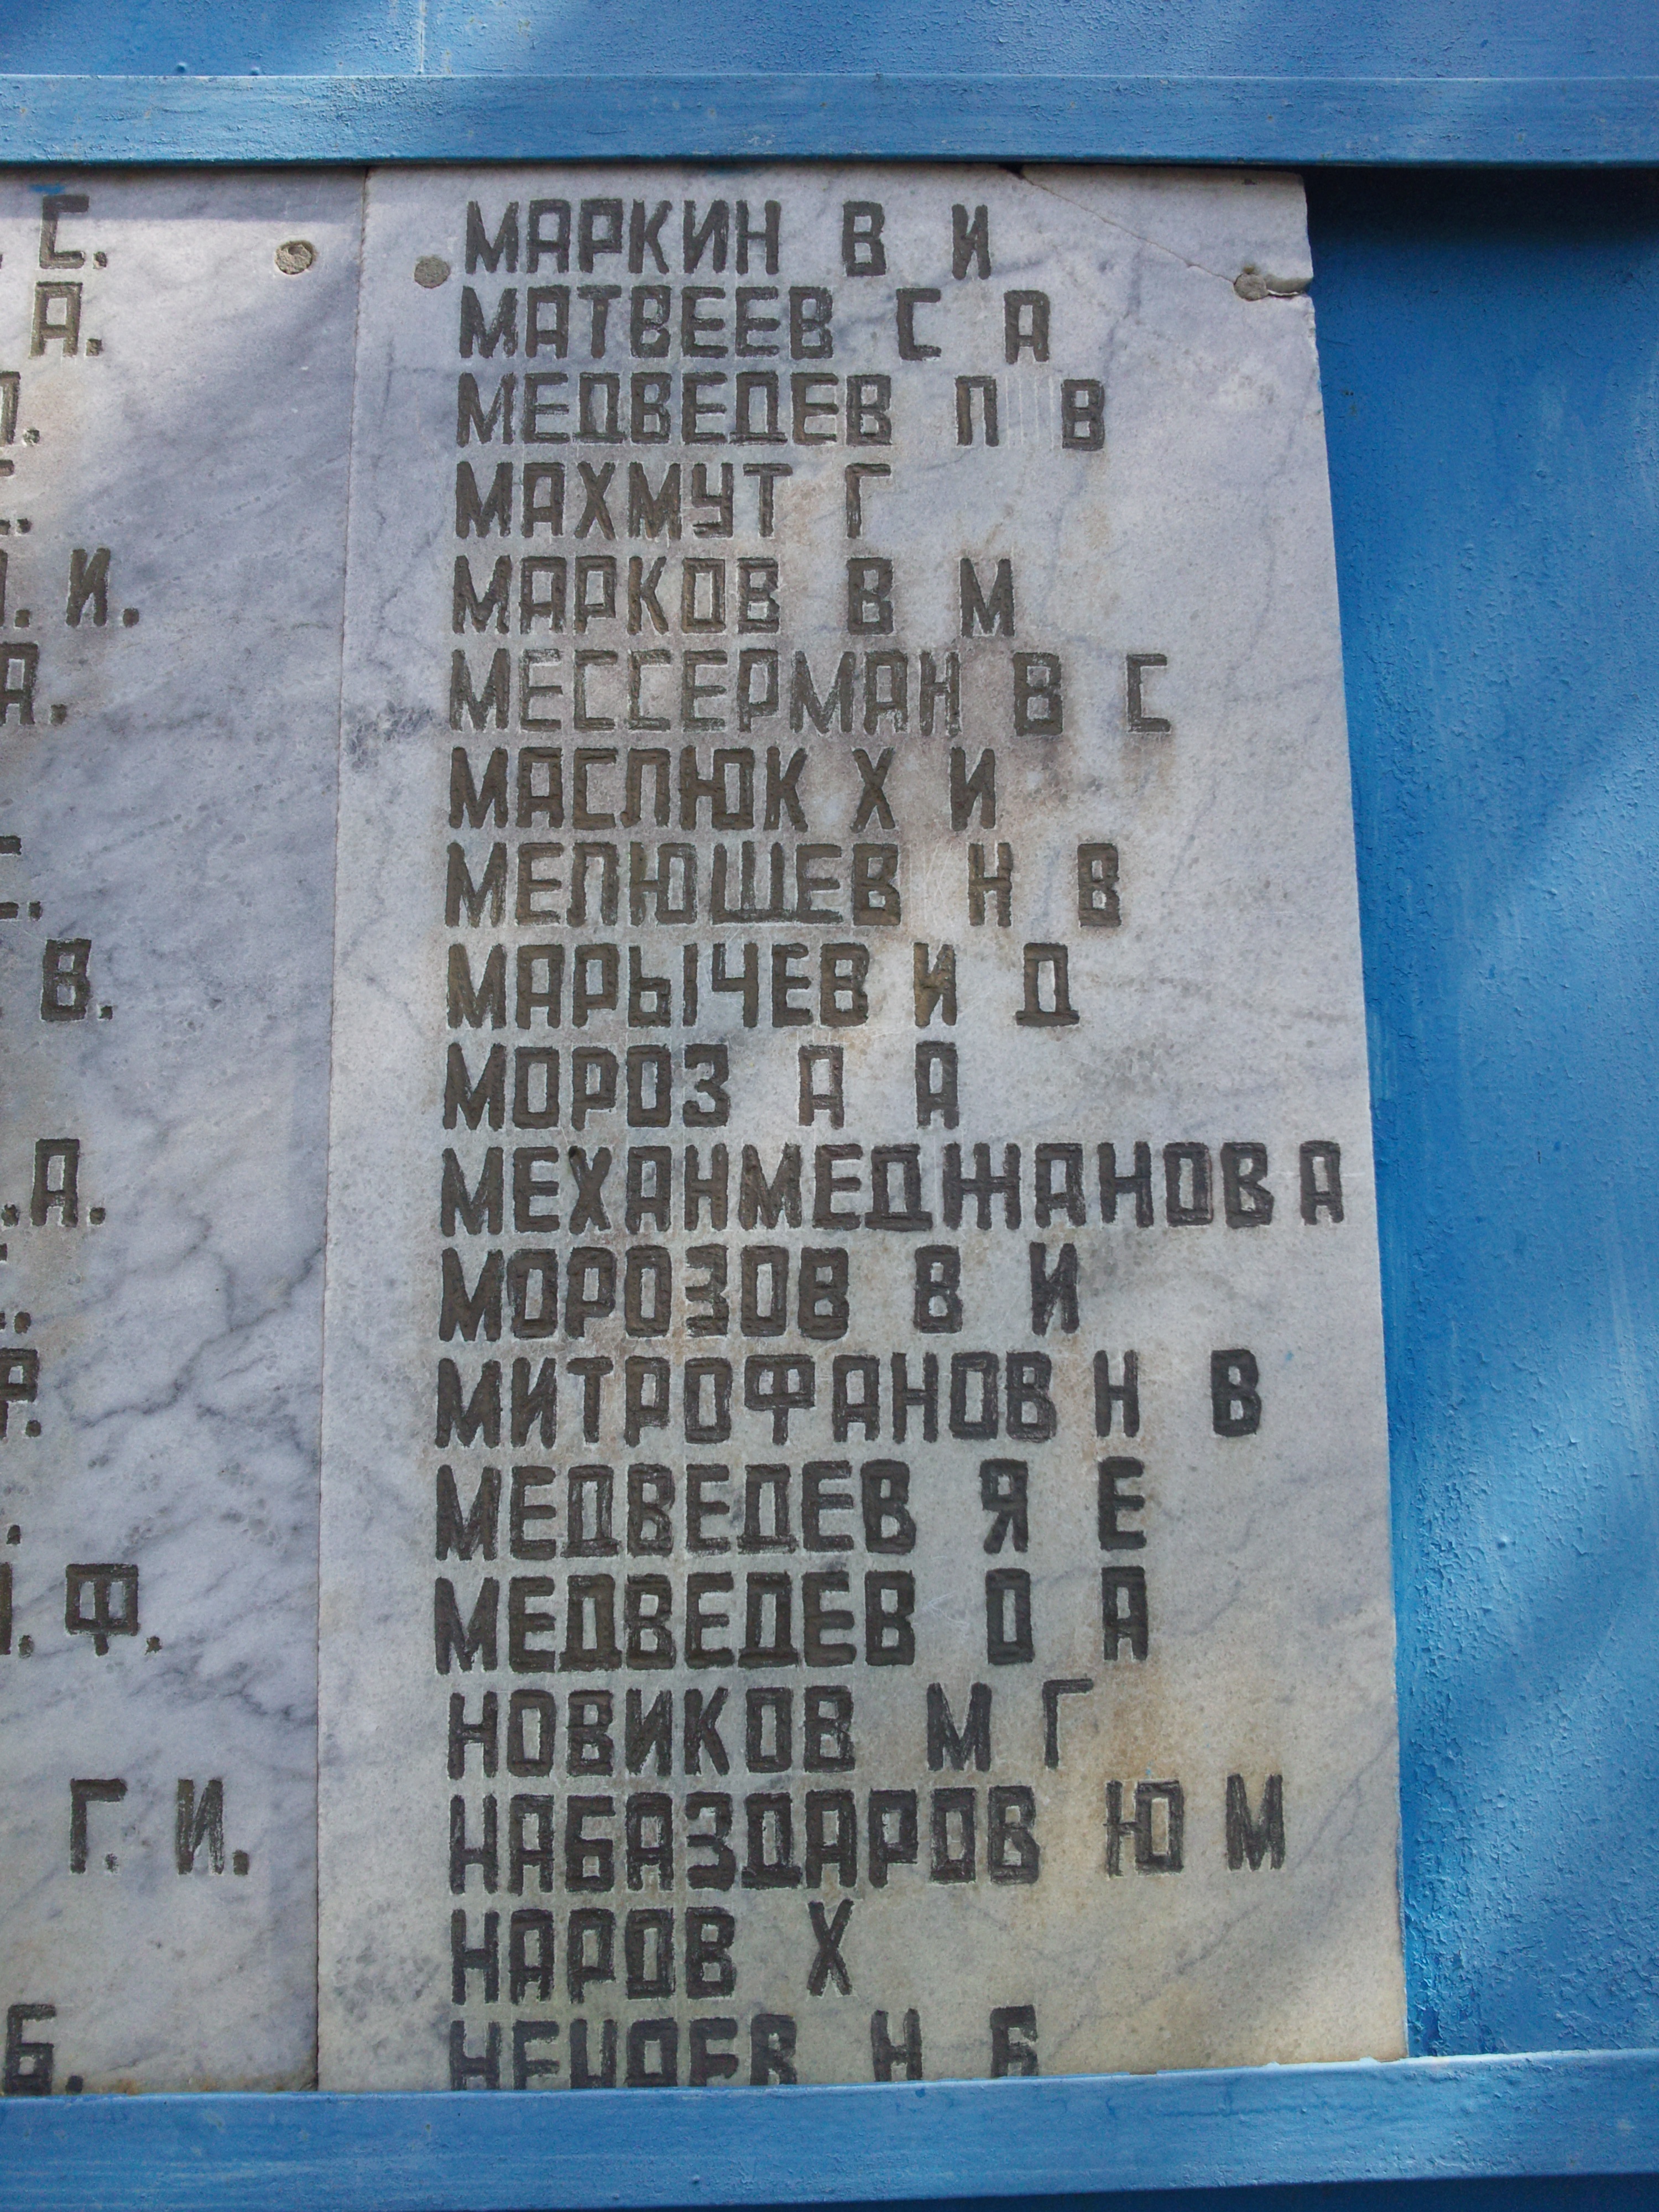 С.
А.
И.
А.
В.
А.
Ф.
Г. И.
Б.
МАРКИН В И
МАТВЕЕВ С А
МЕДВЕДЕВ П В
МАХМУТ Г
МАРКОВ В М
МЕССЕРМАН В С
МАСЛЮК Х И
МЕЛЮШЕВ Н В
МАРЫЧЕВ И Д
МОРОЗ А А
МЕХАНМЕДЖАНОВА
МОРОЗОВ В И
МИТРОФАНОВ Н В
МЕДВЕДЕВ Я Е
МЕДВЕДЕВ О А
НОВИКОВ М Г
НАБАЗДАРОВ Ю М
НАРОВ Х
Н Б